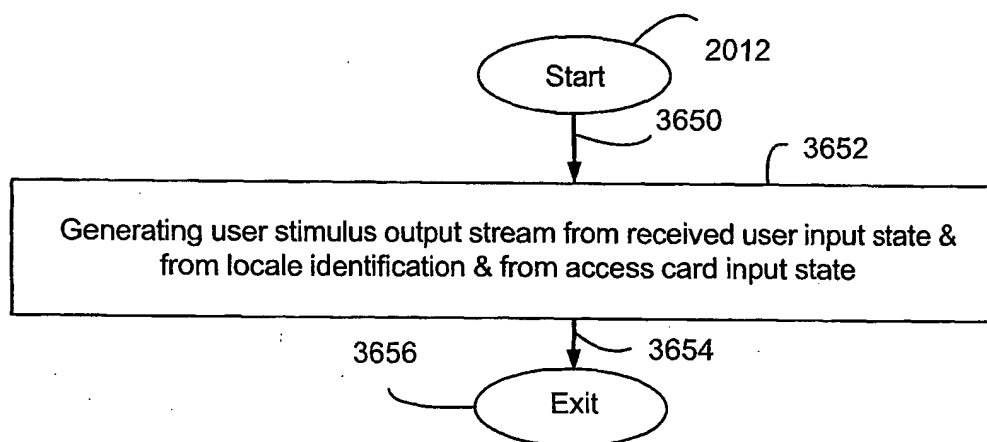 2012
Start
3650
3652
Generating user stimulus output stream from received user input state &
from locale identification & from access card input state
3656
3654
Exit